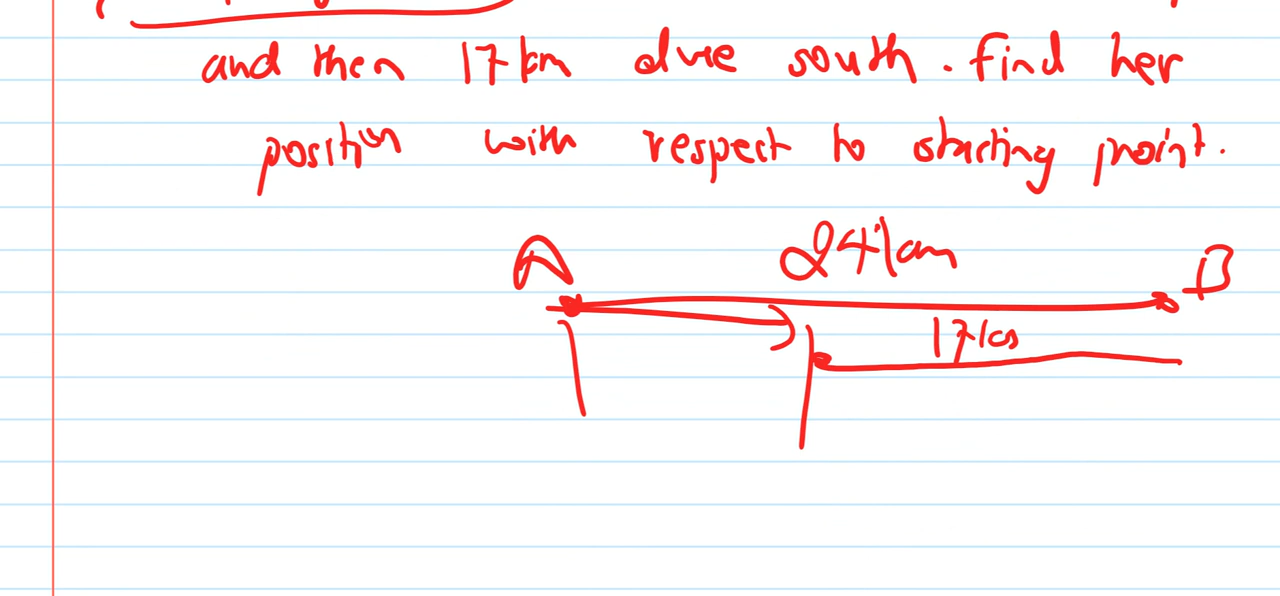 and then 17 km due south. find her
position with respect to starting point.
A 24 km B
17 km